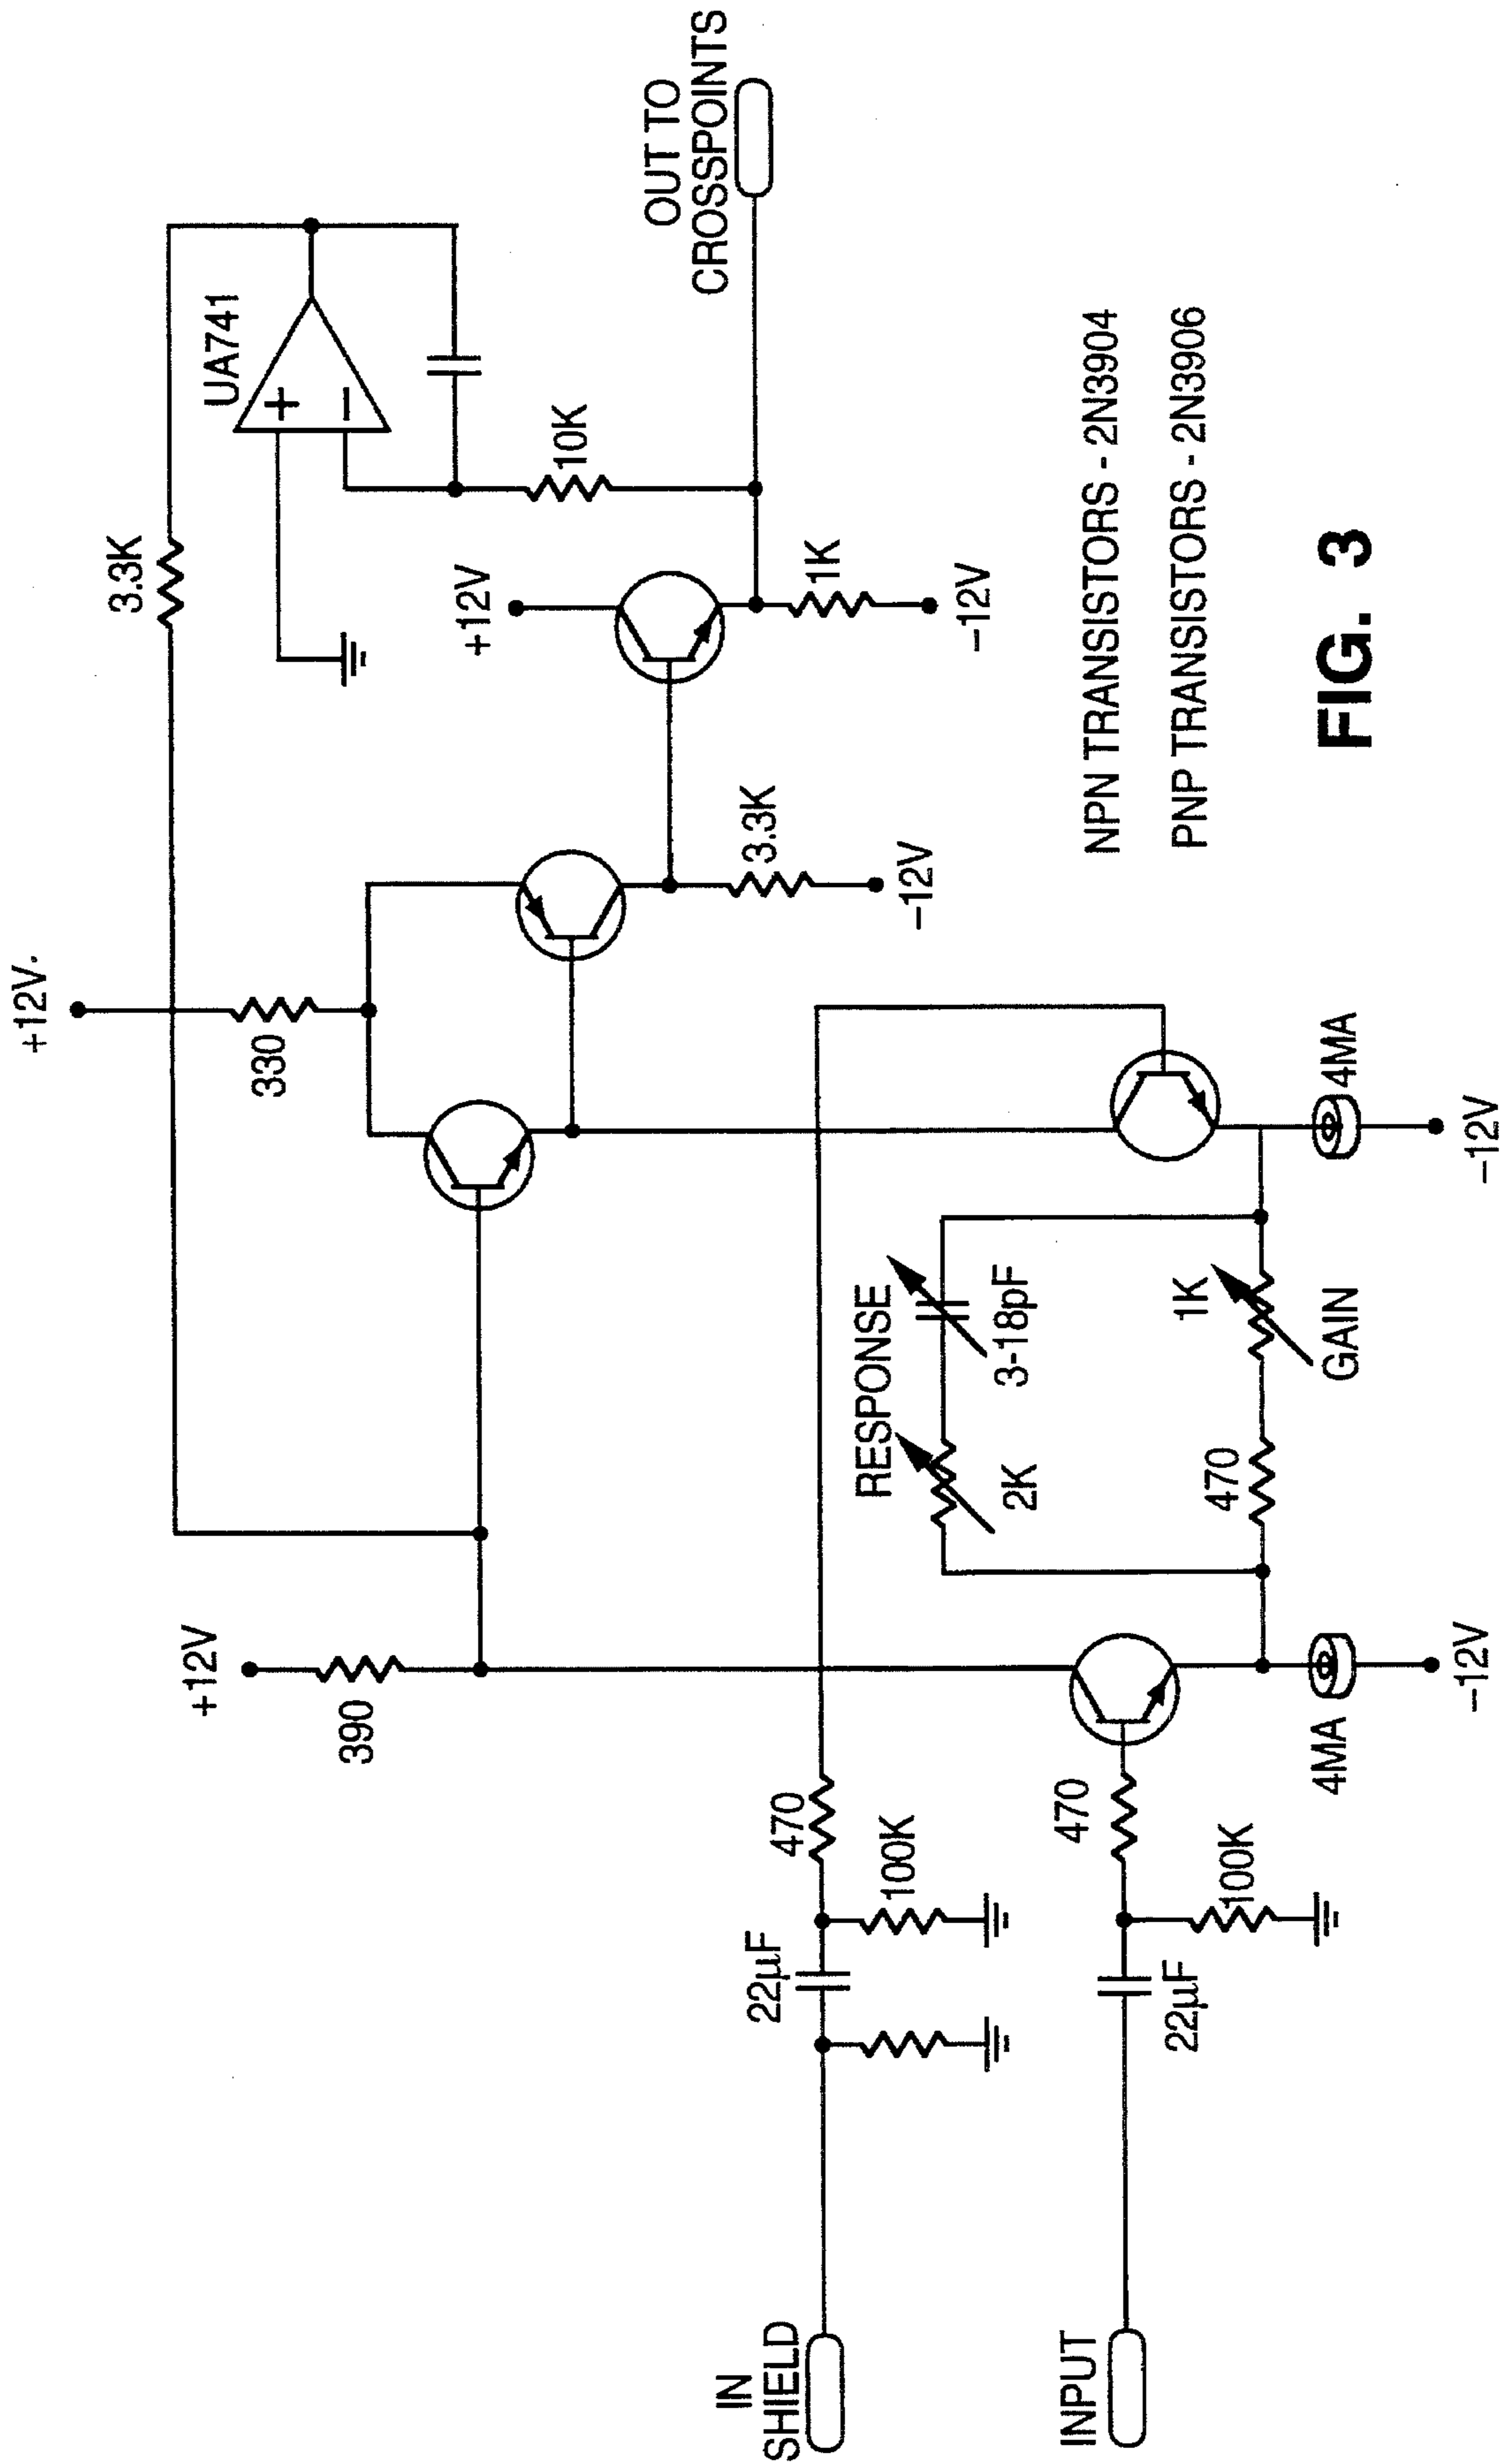 +12V.
3.3K
UA741
+
−
+12V
330
390
+12V
10K
OUT TO
CROSSPOINTS
3.3K
−12V
1K
−12V
IN
SHIELD
22µF
470
100K
RESPONSE
2K
3-18pF
INPUT
22µF
470
100K
470
1K
GAIN
4MA
−12V
4MA
−12V
NPN TRANSISTORS - 2N3904
PNP TRANSISTORS - 2N3906
FIG. 3